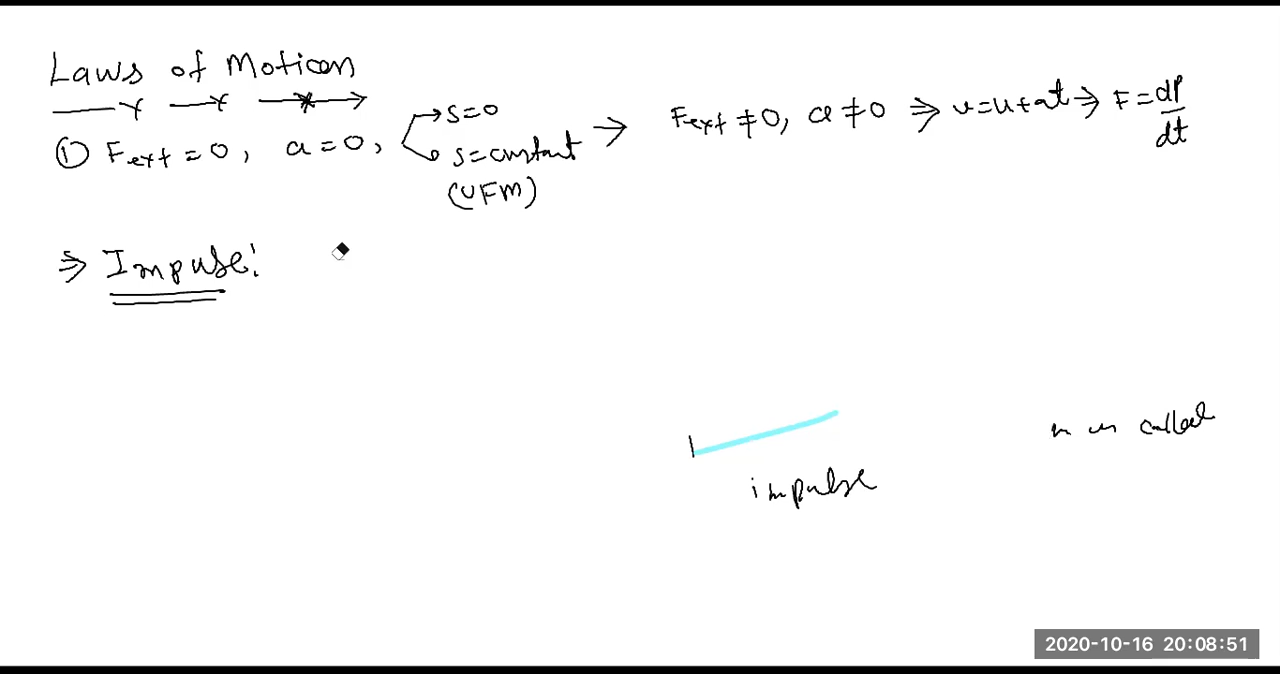 Laws of Motion
① Fext = 0, a = 0,
s=0
s=constant
(UFM)
Fext ≠ 0, a ≠ 0 ⇒ v=u+at ⇒ F = dp/dt
⇒ Impuse:
called
impulse
2020-10-16 20:08:51